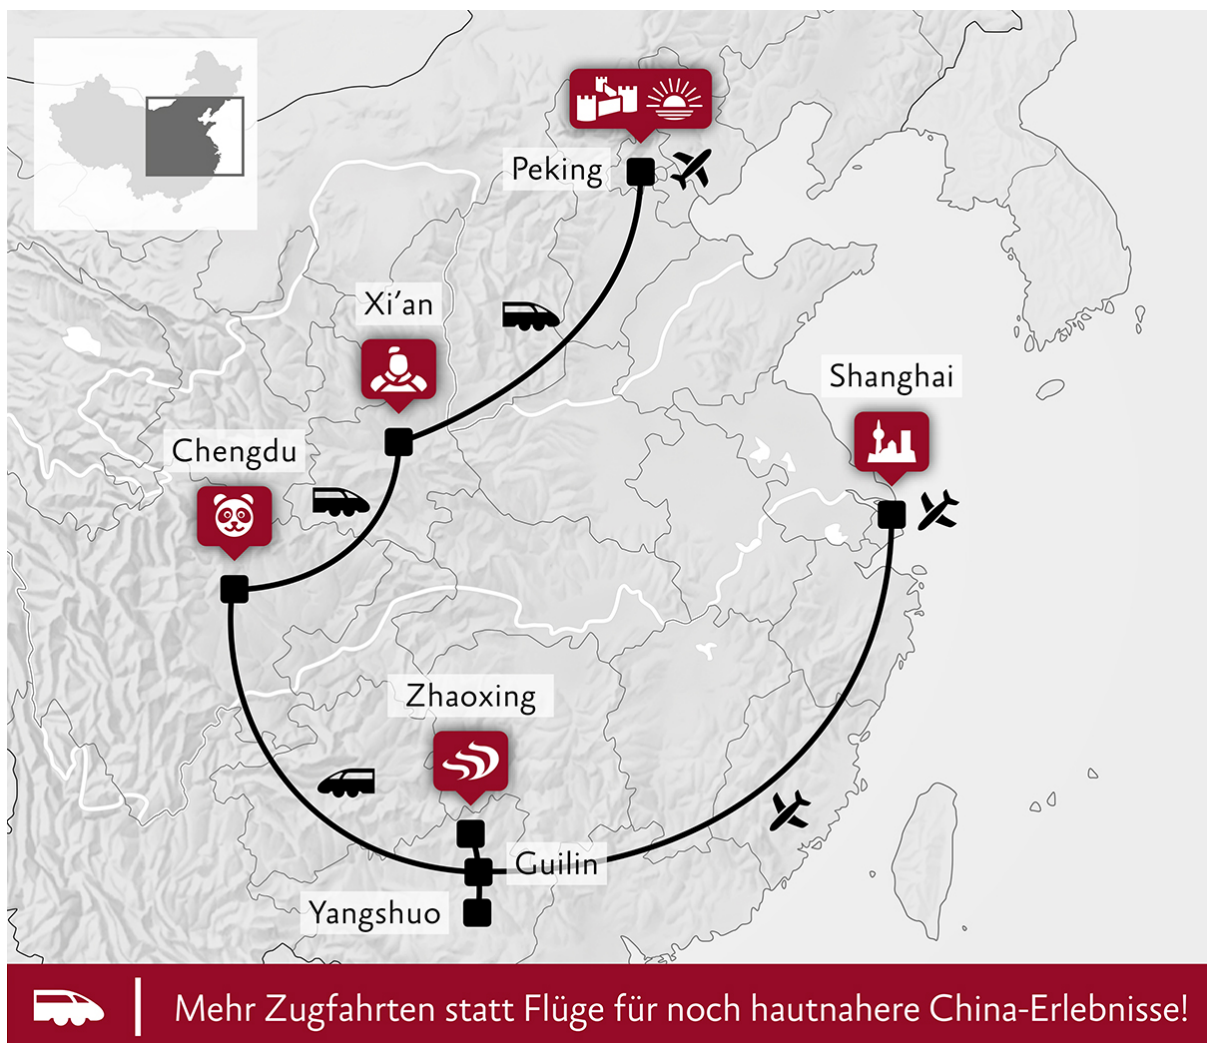 Peking
Xi’an
Shanghai
Chengdu
Zhaoxing
Guilin
Yangshuo
Mehr Zugfahrten statt Flüge für noch hautnahere China-Erlebnisse!